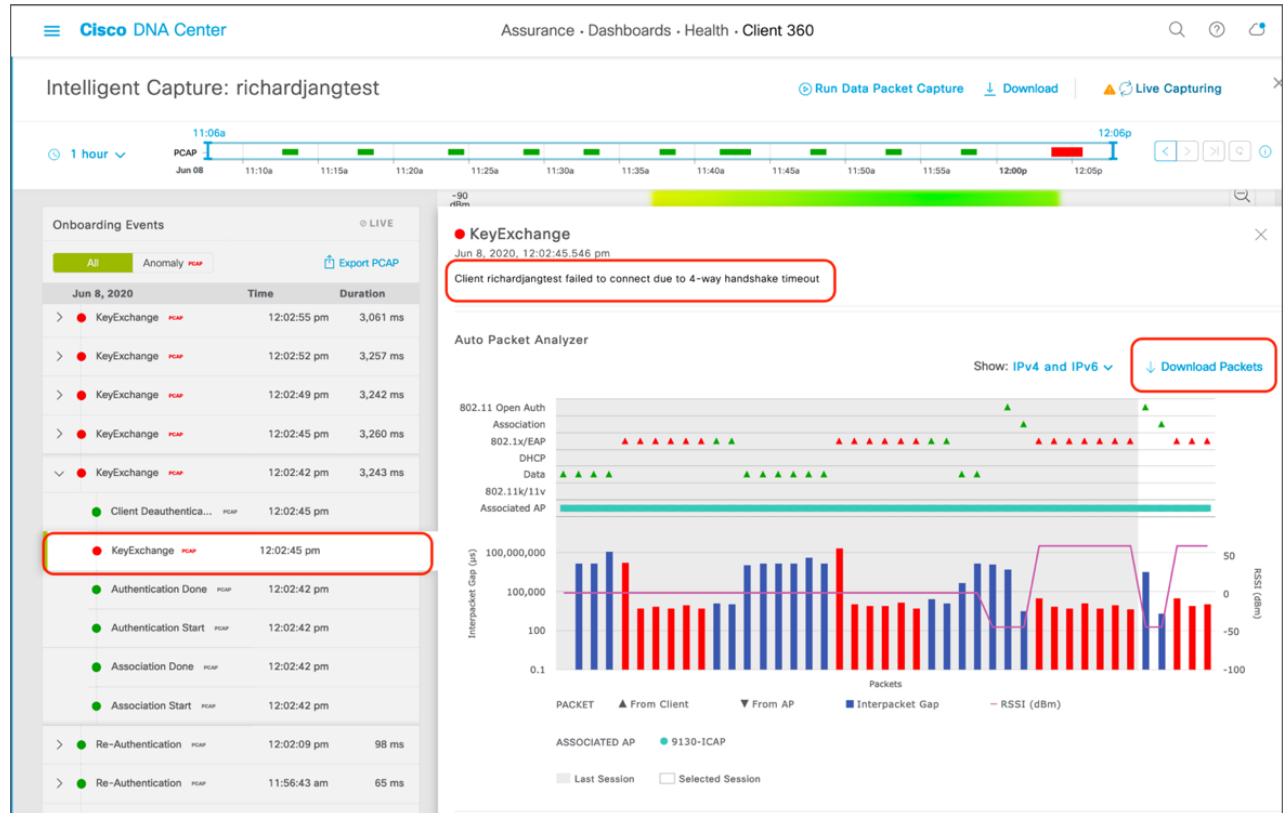 Cisco DNA Center
Assurance · Dashboards · Health · Client 360
Intelligent Capture: richardjangtest
Run Data Packet Capture
Download
Live Capturing
1 hour
11:06a
12:06p
PCAP
Jun 08
11:10a
11:15a
11:20a
11:25a
11:30a
11:35a
11:40a
11:45a
11:50a
11:55a
12:00p
12:05p
-90
dBm
Onboarding Events
LIVE
All
Anomaly PCAP
Export PCAP
Jun 8, 2020 Time Duration
KeyExchange PCAP 12:02:55 pm 3,061 ms
KeyExchange PCAP 12:02:52 pm 3,257 ms
KeyExchange PCAP 12:02:49 pm 3,242 ms
KeyExchange PCAP 12:02:45 pm 3,260 ms
KeyExchange PCAP 12:02:42 pm 3,243 ms
Client Deauthentica... PCAP 12:02:45 pm
KeyExchange PCAP 12:02:45 pm
Authentication Done PCAP 12:02:42 pm
Authentication Start PCAP 12:02:42 pm
Association Done PCAP 12:02:42 pm
Association Start PCAP 12:02:42 pm
Re-Authentication PCAP 12:02:09 pm 98 ms
Re-Authentication PCAP 11:56:43 am 65 ms
KeyExchange
Jun 8, 2020, 12:02:45.546 pm
Client richardjangtest failed to connect due to 4-way handshake timeout
Auto Packet Analyzer
Show: IPv4 and IPv6
Download Packets
802.11 Open Auth
Association
802.1x/EAP
DHCP
Data
802.11k/11v
Associated AP
Interpacket Gap (μs)
100,000,000
100,000
100
0.1
50
0
-50
-100
RSSI (dBm)
Packets
PACKET From Client From AP Interpacket Gap RSSI (dBm)
ASSOCIATED AP 9130-ICAP
Last Session Selected Session